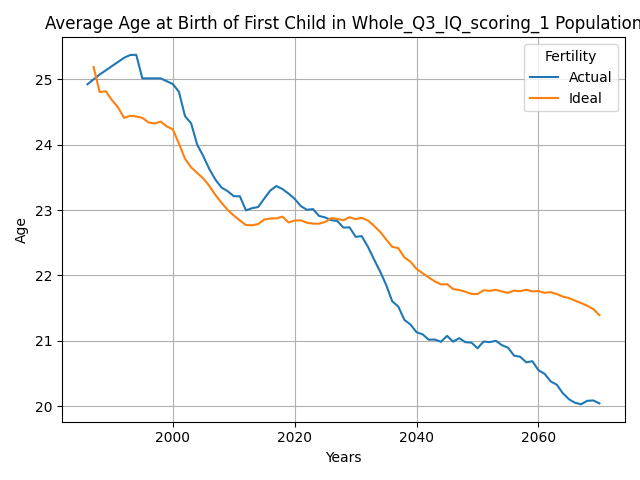 Average Age at Birth of First Child in Whole_Q3_IQ_scoring_1 Population
Fertility
Actual
Ideal
Age
25
24
23
22
21
20
2000 2020 2040 2060
Years